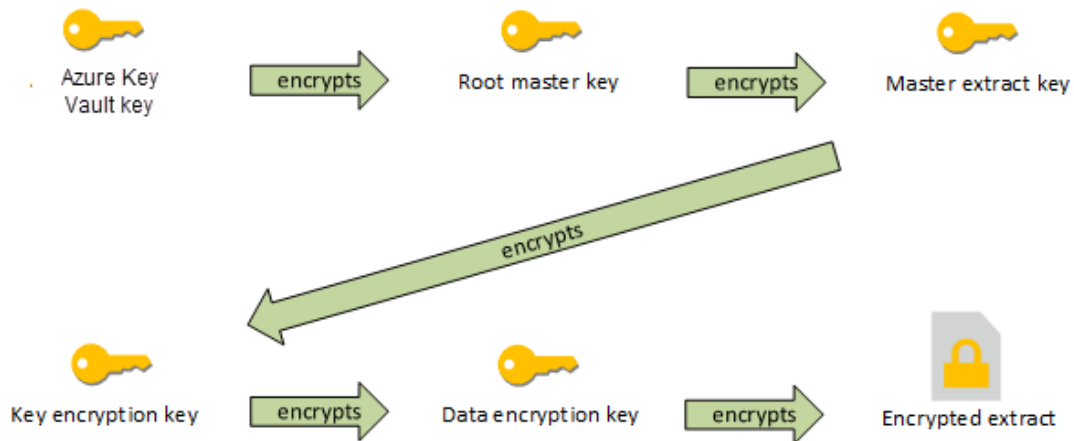 Azure Key
Vault key
encrypts
Root master key
encrypts
Master extract key
encrypts
Key encryption key
encrypts
Data encryption key
encrypts
Encrypted extract